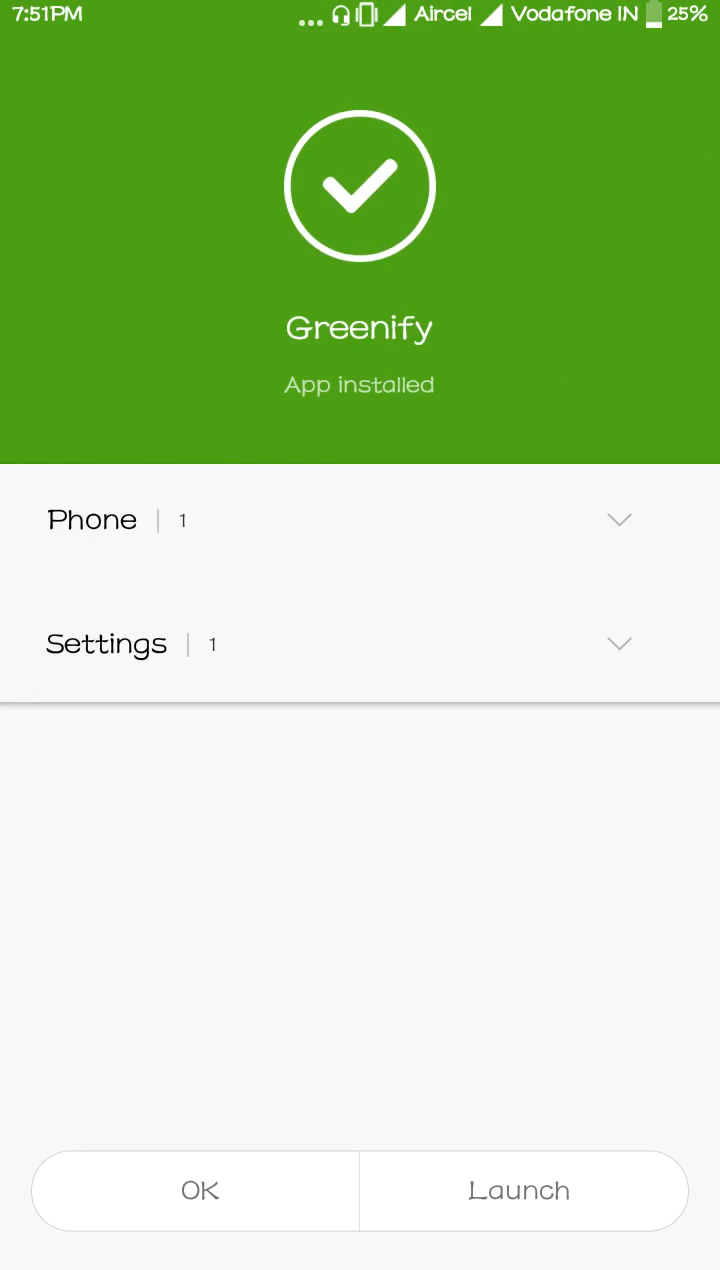 7:51PM ... Aircel Vodafone IN 25%
Greenify
App installed
Phone | 1
Settings | 1
OK Launch